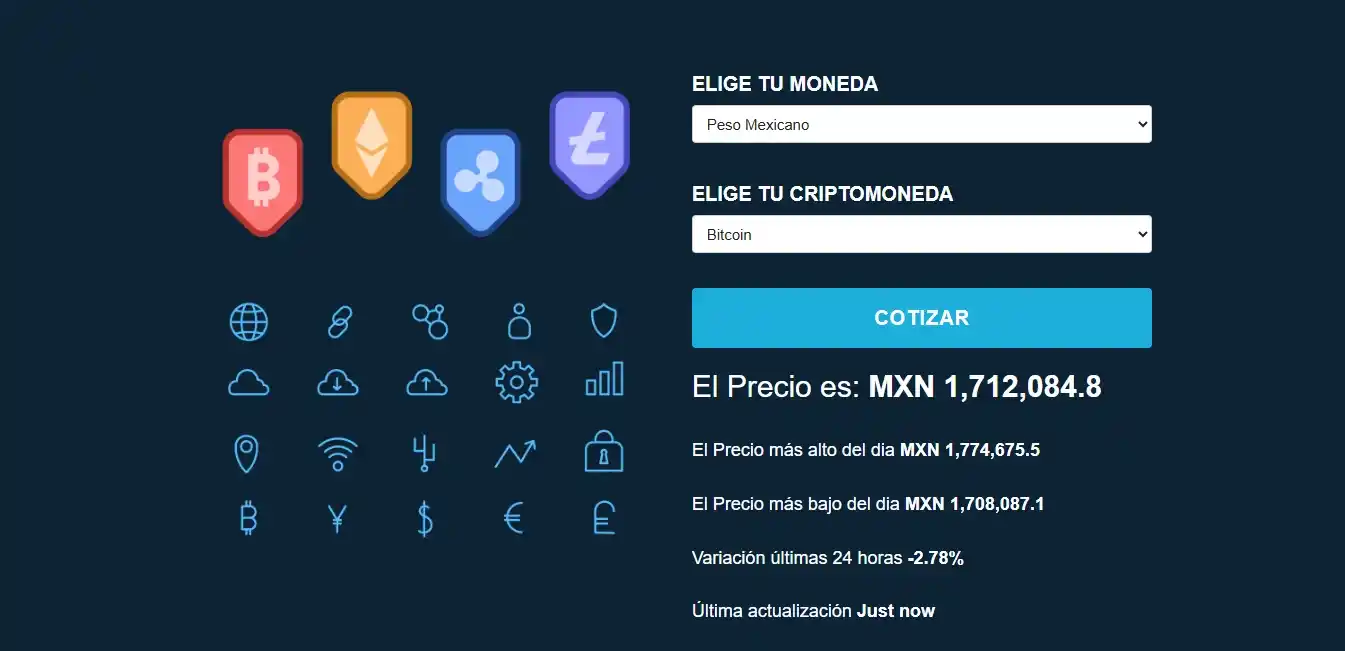 ELIGE TU MONEDA
Peso Mexicano
ELIGE TU CRIPTOMONEDA
Bitcoin
COTIZAR
El Precio es: MXN 1,712,084.8
El Precio más alto del dia MXN 1,774,675.5
El Precio más bajo del dia MXN 1,708,087.1
Variación últimas 24 horas -2.78%
Última actualización Just now